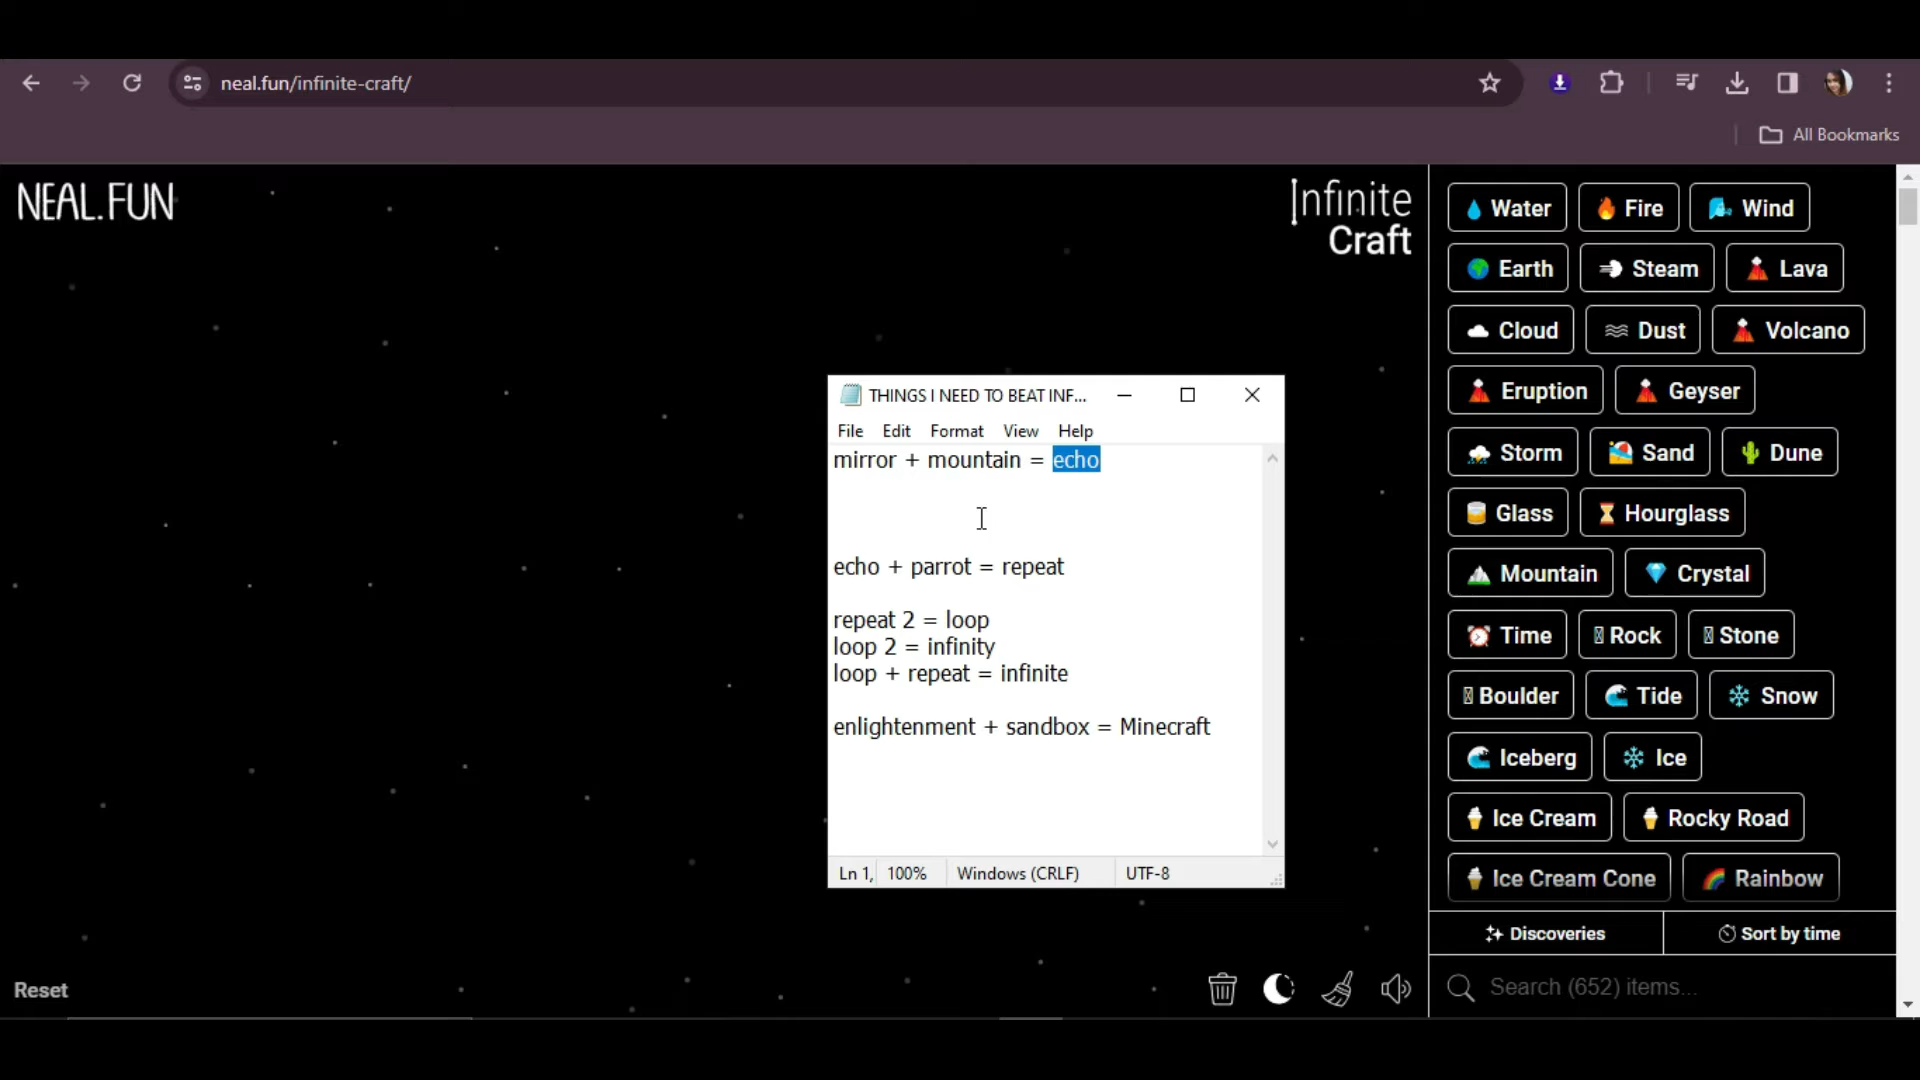 neal.fun/infinite-craft/
All Bookmarks
NEAL.FUN
Infinite
Craft
Water
Fire
Wind
Earth
Steam
Lava
Cloud
Dust
Volcano
Eruption
Geyser
Storm
Sand
Dune
Glass
Hourglass
Mountain
Crystal
Time
Rock
Stone
Boulder
Tide
Snow
Iceberg
Ice
Ice Cream
Rocky Road
Ice Cream Cone
Rainbow
Discoveries
Sort by time
Search (652) items...
THINGS I NEED TO BEAT INF...
File Edit Format View Help
mirror + mountain = echo
echo + parrot = repeat
repeat 2 = loop
loop 2 = infinity
loop + repeat = infinite
enlightenment + sandbox = Minecraft
Ln 1, 100% Windows (CRLF) UTF-8
Reset